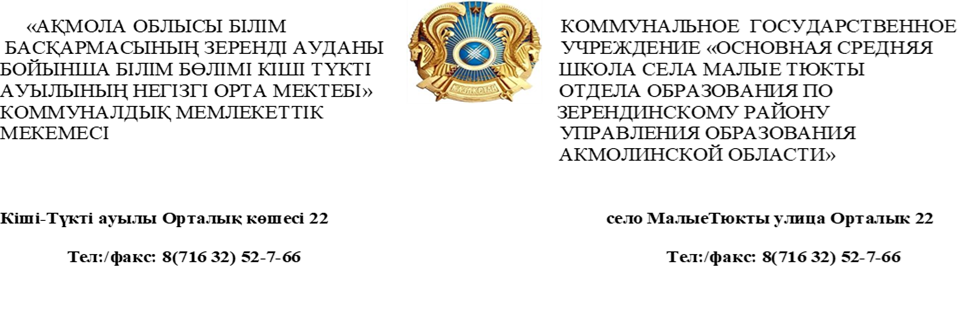 «АҚМОЛА ОБЛЫСЫ БІЛІМ
БАСҚАРМАСЫНЫҢ ЗЕРЕНДІ АУДАНЫ
БОЙЫНША БІЛІМ БӨЛІМІ КІШІ ТҮКТІ
АУЫЛЫНЫҢ НЕГІЗГІ ОРТА МЕКТЕБІ»
КОММУНАЛДЫҚ МЕМЛЕКЕТТІК
МЕКЕМЕСІ
ҚАЗАҚСТАН
КОММУНАЛЬНОЕ ГОСУДАРСТВЕННОЕ
УЧРЕЖДЕНИЕ «ОСНОВНАЯ СРЕДНЯЯ
ШКОЛА СЕЛА МАЛЫЕ ТЮКТЫ
ОТДЕЛА ОБРАЗОВАНИЯ ПО
ЗЕРЕНДИНСКОМУ РАЙОНУ
УПРАВЛЕНИЯ ОБРАЗОВАНИЯ
АКМОЛИНСКОЙ ОБЛАСТИ»
Кіші-Түкті ауылы Орталық көшесі 22
Тел:/факс: 8(716 32) 52-7-66
село МалыеТюкты улица Орталык 22
Тел:/факс: 8(716 32) 52-7-66